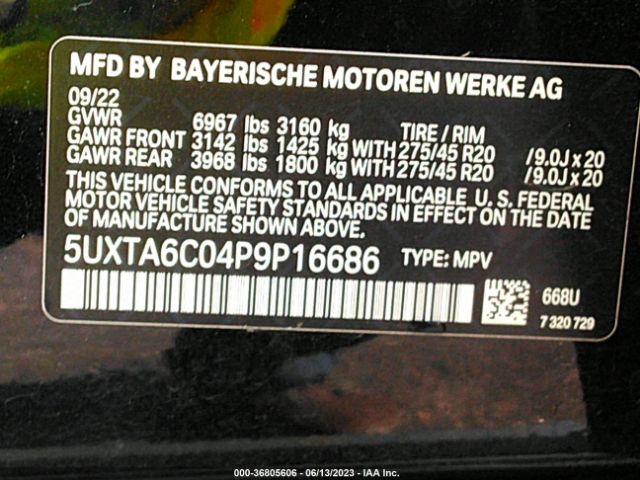 MFD BY BAYERISCHE MOTOREN WERKE AG
09/22
GVWR 6967 lbs 3160 kg TIRE / RIM
GAWR FRONT 3142 lbs 1425 kg WITH 275/45 R20 /9.0J x 20
GAWR REAR 3968 lbs 1800 kg WITH 275/45 R20 /9.0J x 20
THIS VEHICLE CONFORMS TO ALL APPLICABLE U. S. FEDERAL
MOTOR VEHICLE SAFETY STANDARDS IN EFFECT ON THE DATE
OF MANUFACTURE SHOWN ABOVE.
5UXTA6C04P9P16686 TYPE: MPV
668U
7 320 729
000-36805606 - 06/13/2023 - IAA Inc.